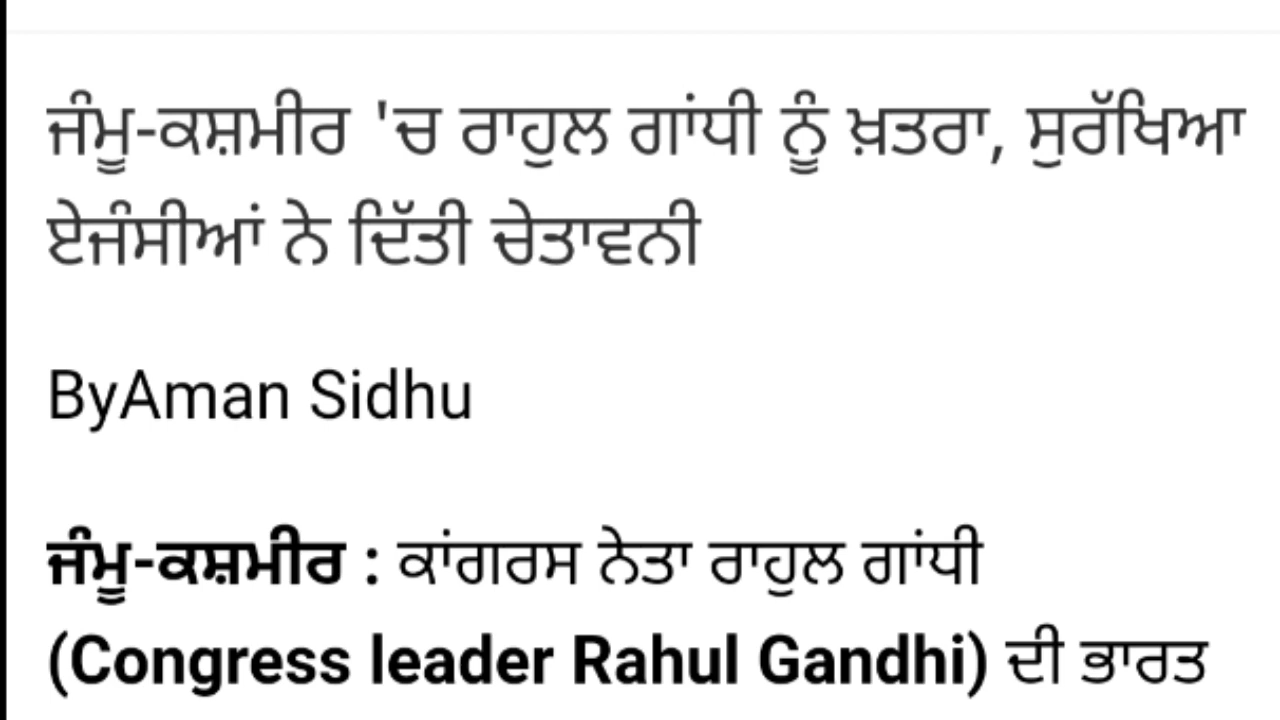 ਜੰਮੂ-ਕਸ਼ਮੀਰ 'ਚ ਰਾਹੁਲ ਗਾਂਧੀ ਨੂੰ ਖ਼ਤਰਾ, ਸੁਰੱਖਿਆ
ਏਜੰਸੀਆਂ ਨੇ ਦਿੱਤੀ ਚੇਤਾਵਨੀ
ByAman Sidhu
ਜੰਮੂ-ਕਸ਼ਮੀਰ : ਕਾਂਗਰਸ ਨੇਤਾ ਰਾਹੁਲ ਗਾਂਧੀ
(Congress leader Rahul Gandhi) ਦੀ ਭਾਰਤ